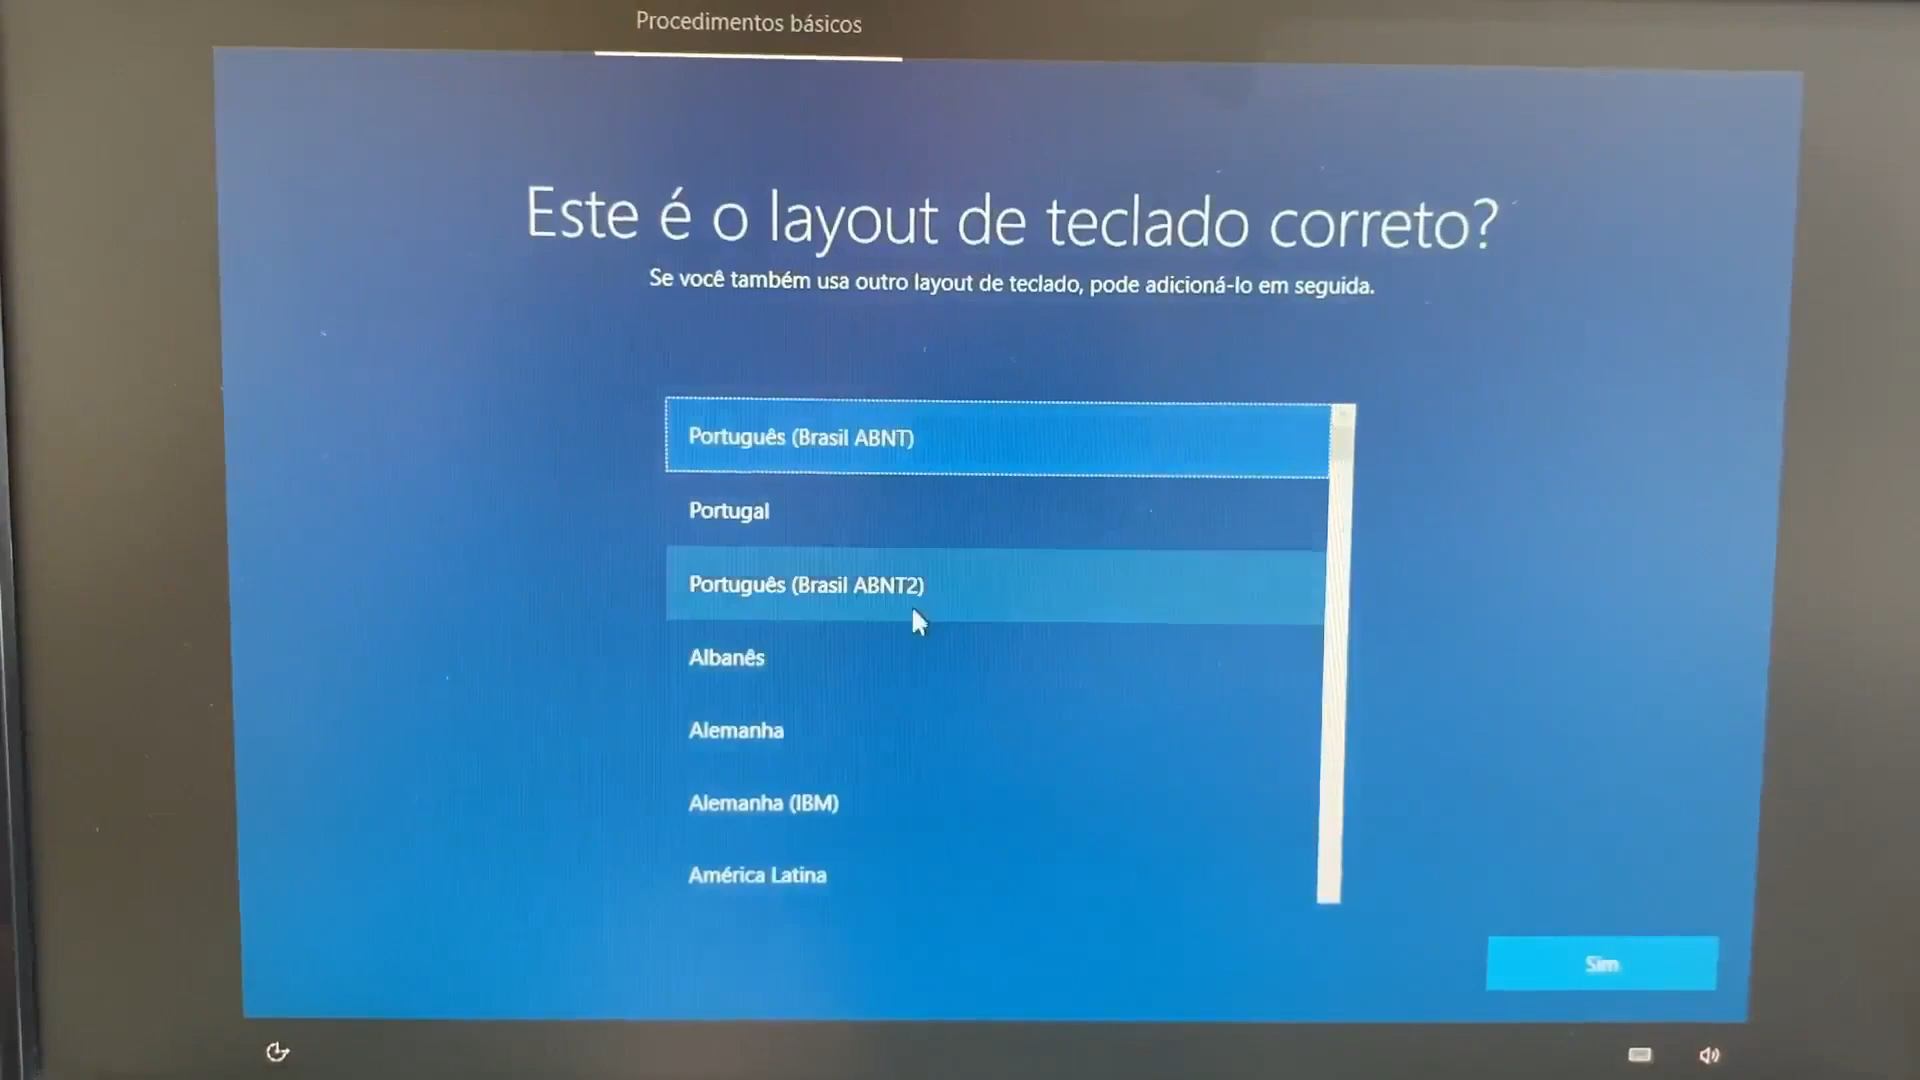 Procedimentos básicos
Este é o layout de teclado correto?
Se você também usa outro layout de teclado, pode adicioná-lo em seguida.
Português (Brasil ABNT)
Portugal
Português (Brasil ABNT2)
Albanês
Alemanha
Alemanha (IBM)
América Latina
Sim